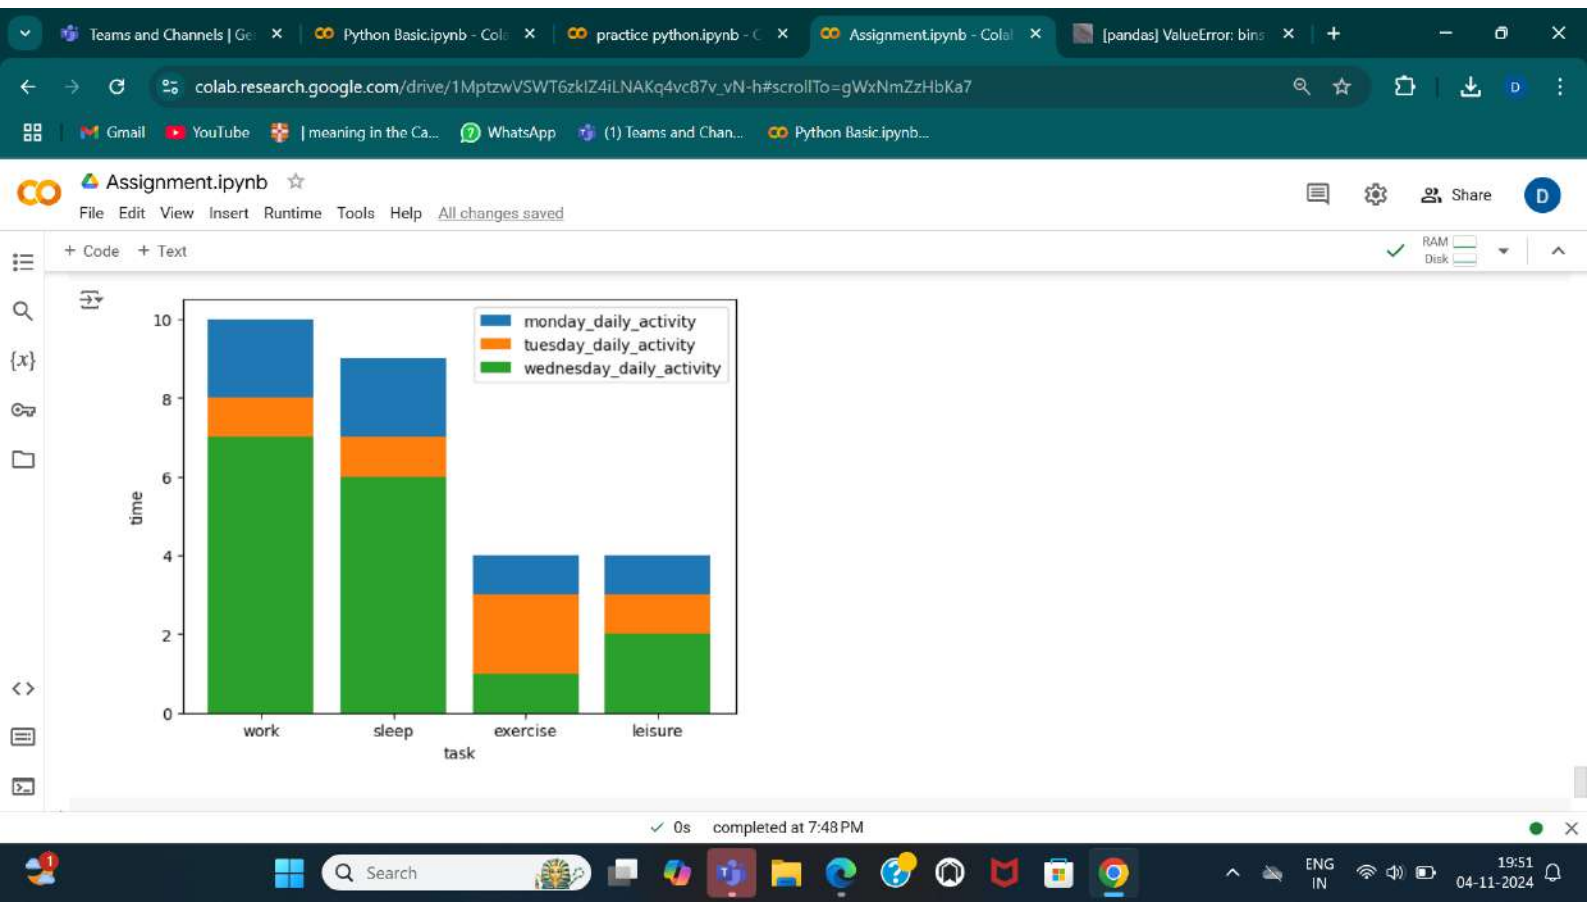 Teams and Channels | Ge
Python Basic.ipynb - Cola
practice python.ipynb - C
Assignment.ipynb - Colal
[pandas] ValueError: bins
colab.research.google.com/drive/
Gmail
YouTube
| meaning in the Ca...
WhatsApp
(1) Teams and Chan...
Python Basic.ipynb...
Assignment.ipynb
File Edit View Insert Runtime Tools Help All changes saved
Share
D
+ Code + Text
RAM
Disk
{x}
10
8
6
4
2
0
time
monday_daily_activity
tuesday_daily_activity
wednesday_daily_activity
work sleep exercise leisure
task
0s completed at 7:48 PM
1
Search
ENG
IN
19:51
04-11-2024